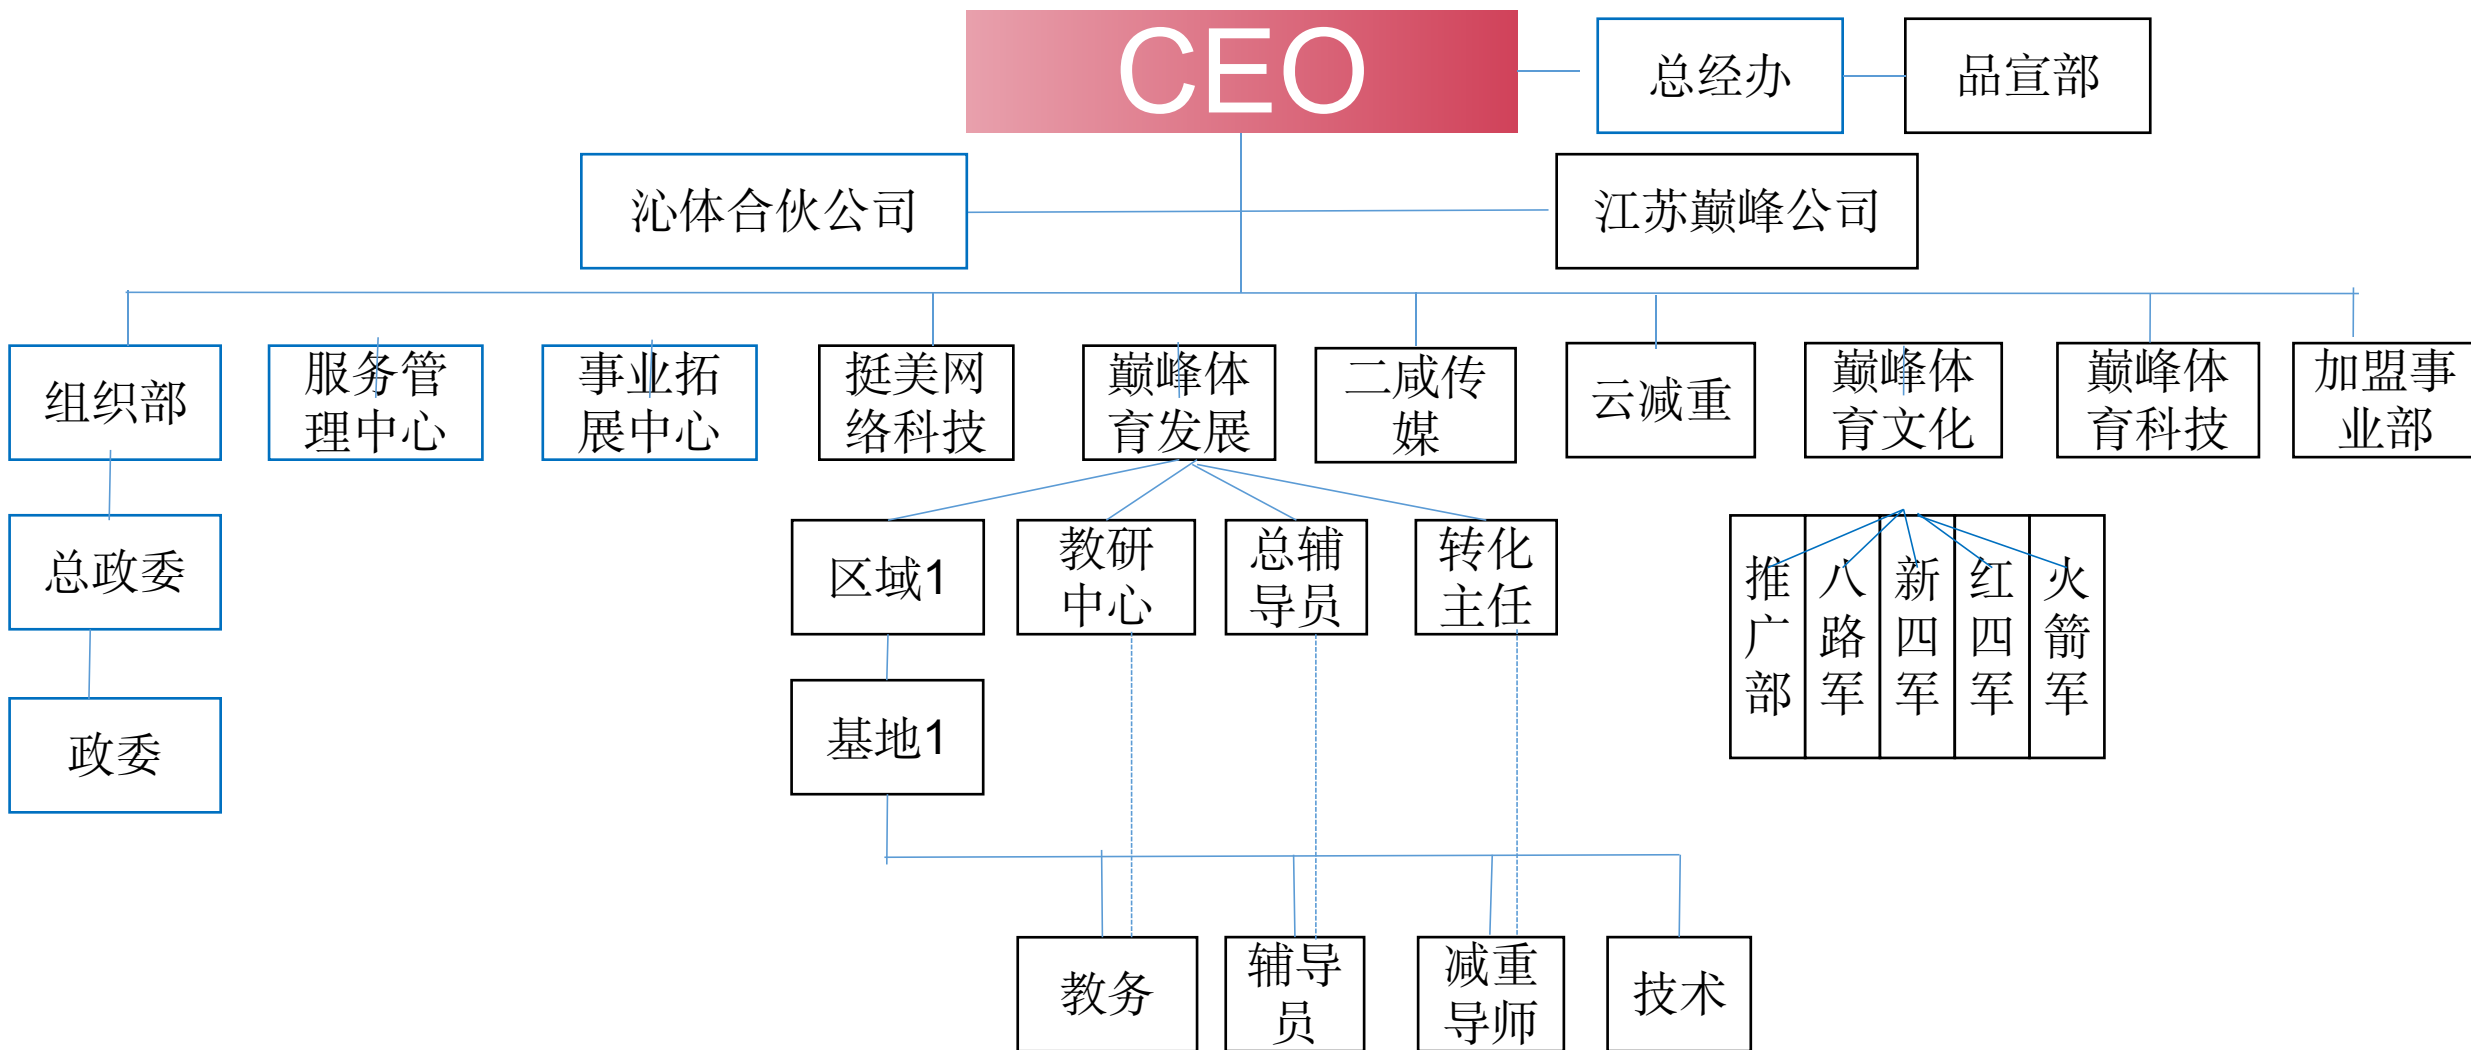 CEO
总经办
品宣部
沁体合伙公司
江苏巅峰公司
组织部
服务管
理中心
事业拓
展中心
挺美网
络科技
巅峰体
育发展
二咸传
媒
云减重
巅峰体
育文化
巅峰体
育科技
加盟事
业部
总政委
区域1
教研
中心
总辅
导员
转化
主任
推广部
八路军
新四军
红四军
火箭军
政委
基地1
教务
辅导
员
减重
导师
技术